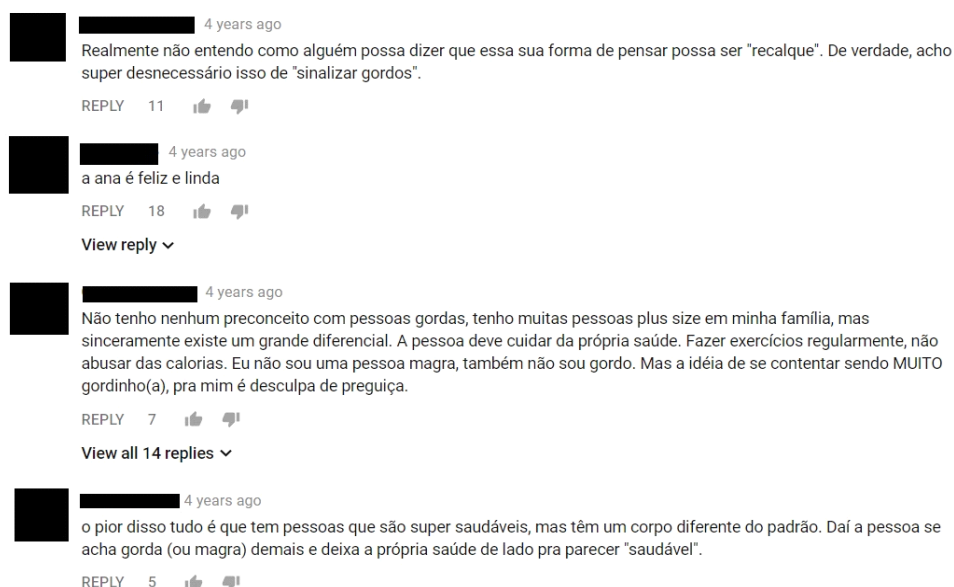 4 years ago
Realmente não entendo como alguém possa dizer que essa sua forma de pensar possa ser "recalque". De verdade, acho
super desnecessário isso de "sinalizar gordos".
REPLY 11
4 years ago
a ana é feliz e linda
REPLY 18
View reply
4 years ago
Não tenho nenhum preconceito com pessoas gordas, tenho muitas pessoas plus size em minha família, mas
sinceramente existe um grande diferencial. A pessoa deve cuidar da própria saúde. Fazer exercícios regularmente, não
abusar das calorias. Eu não sou uma pessoa magra, também não sou gordo. Mas a idéia de se contentar sendo MUITO
gordinho(a), pra mim é desculpa de preguiça.
REPLY 7
View all 14 replies
4 years ago
o pior disso tudo é que tem pessoas que são super saudáveis, mas têm um corpo diferente do padrão. Daí a pessoa se
acha gorda (ou magra) demais e deixa a própria saúde de lado pra parecer "saudável".
REPLY 5